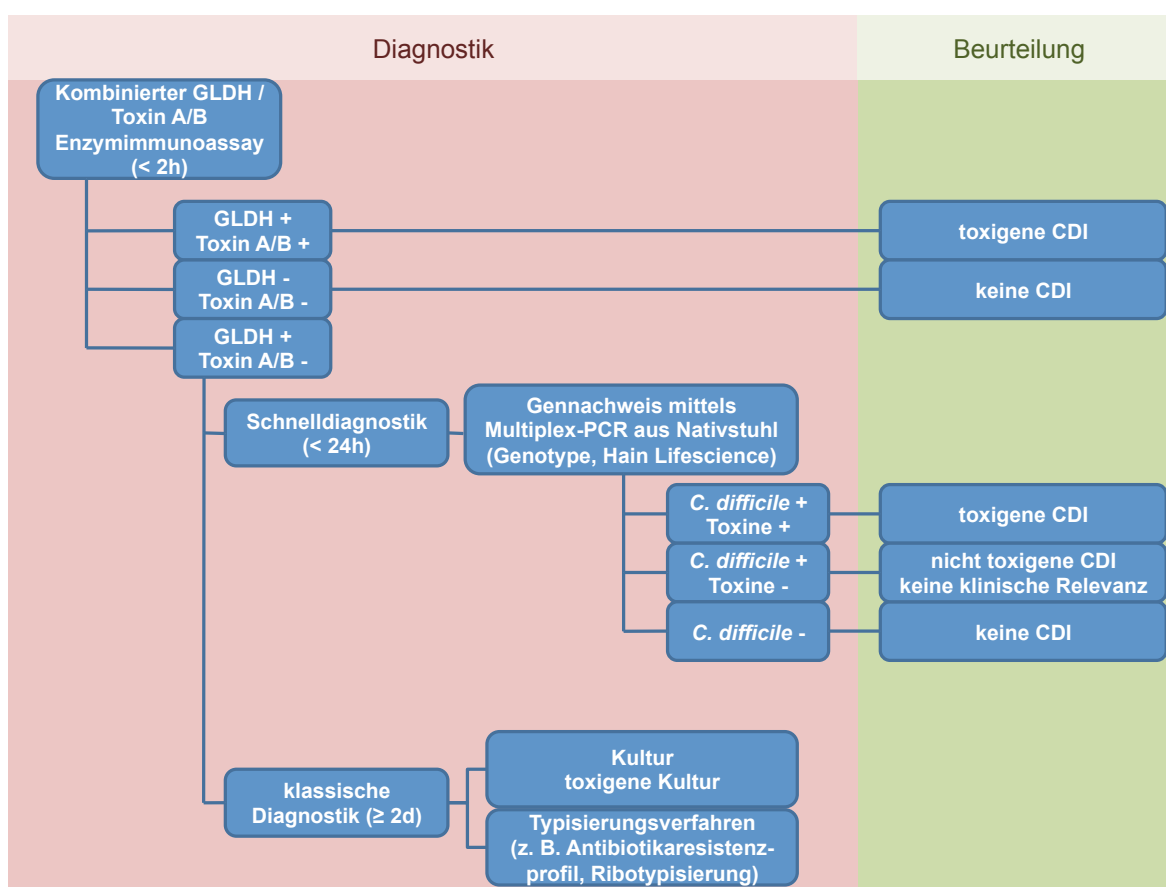 Diagnostik
Beurteilung
Kombinierter GLDH /
Toxin A/B
Enzymimmunoassay
(< 2h)
GLDH +
Toxin A/B +
toxigene CDI
GLDH -
Toxin A/B -
keine CDI
GLDH +
Toxin A/B -
Schnelldiagnostik
(< 24h)
Gennachweis mittels
Multiplex-PCR aus Nativstuhl
(Genotype, Hain Lifescience)
C. difficile +
Toxine +
toxigene CDI
C. difficile +
Toxine -
nicht toxigene CDI
keine klinische Relevanz
C. difficile -
keine CDI
klassische
Diagnostik (≥ 2d)
Kultur
toxigene Kultur
Typisierungsverfahren
(z. B. Antibiotikaresistenz-
profil, Ribotypisierung)